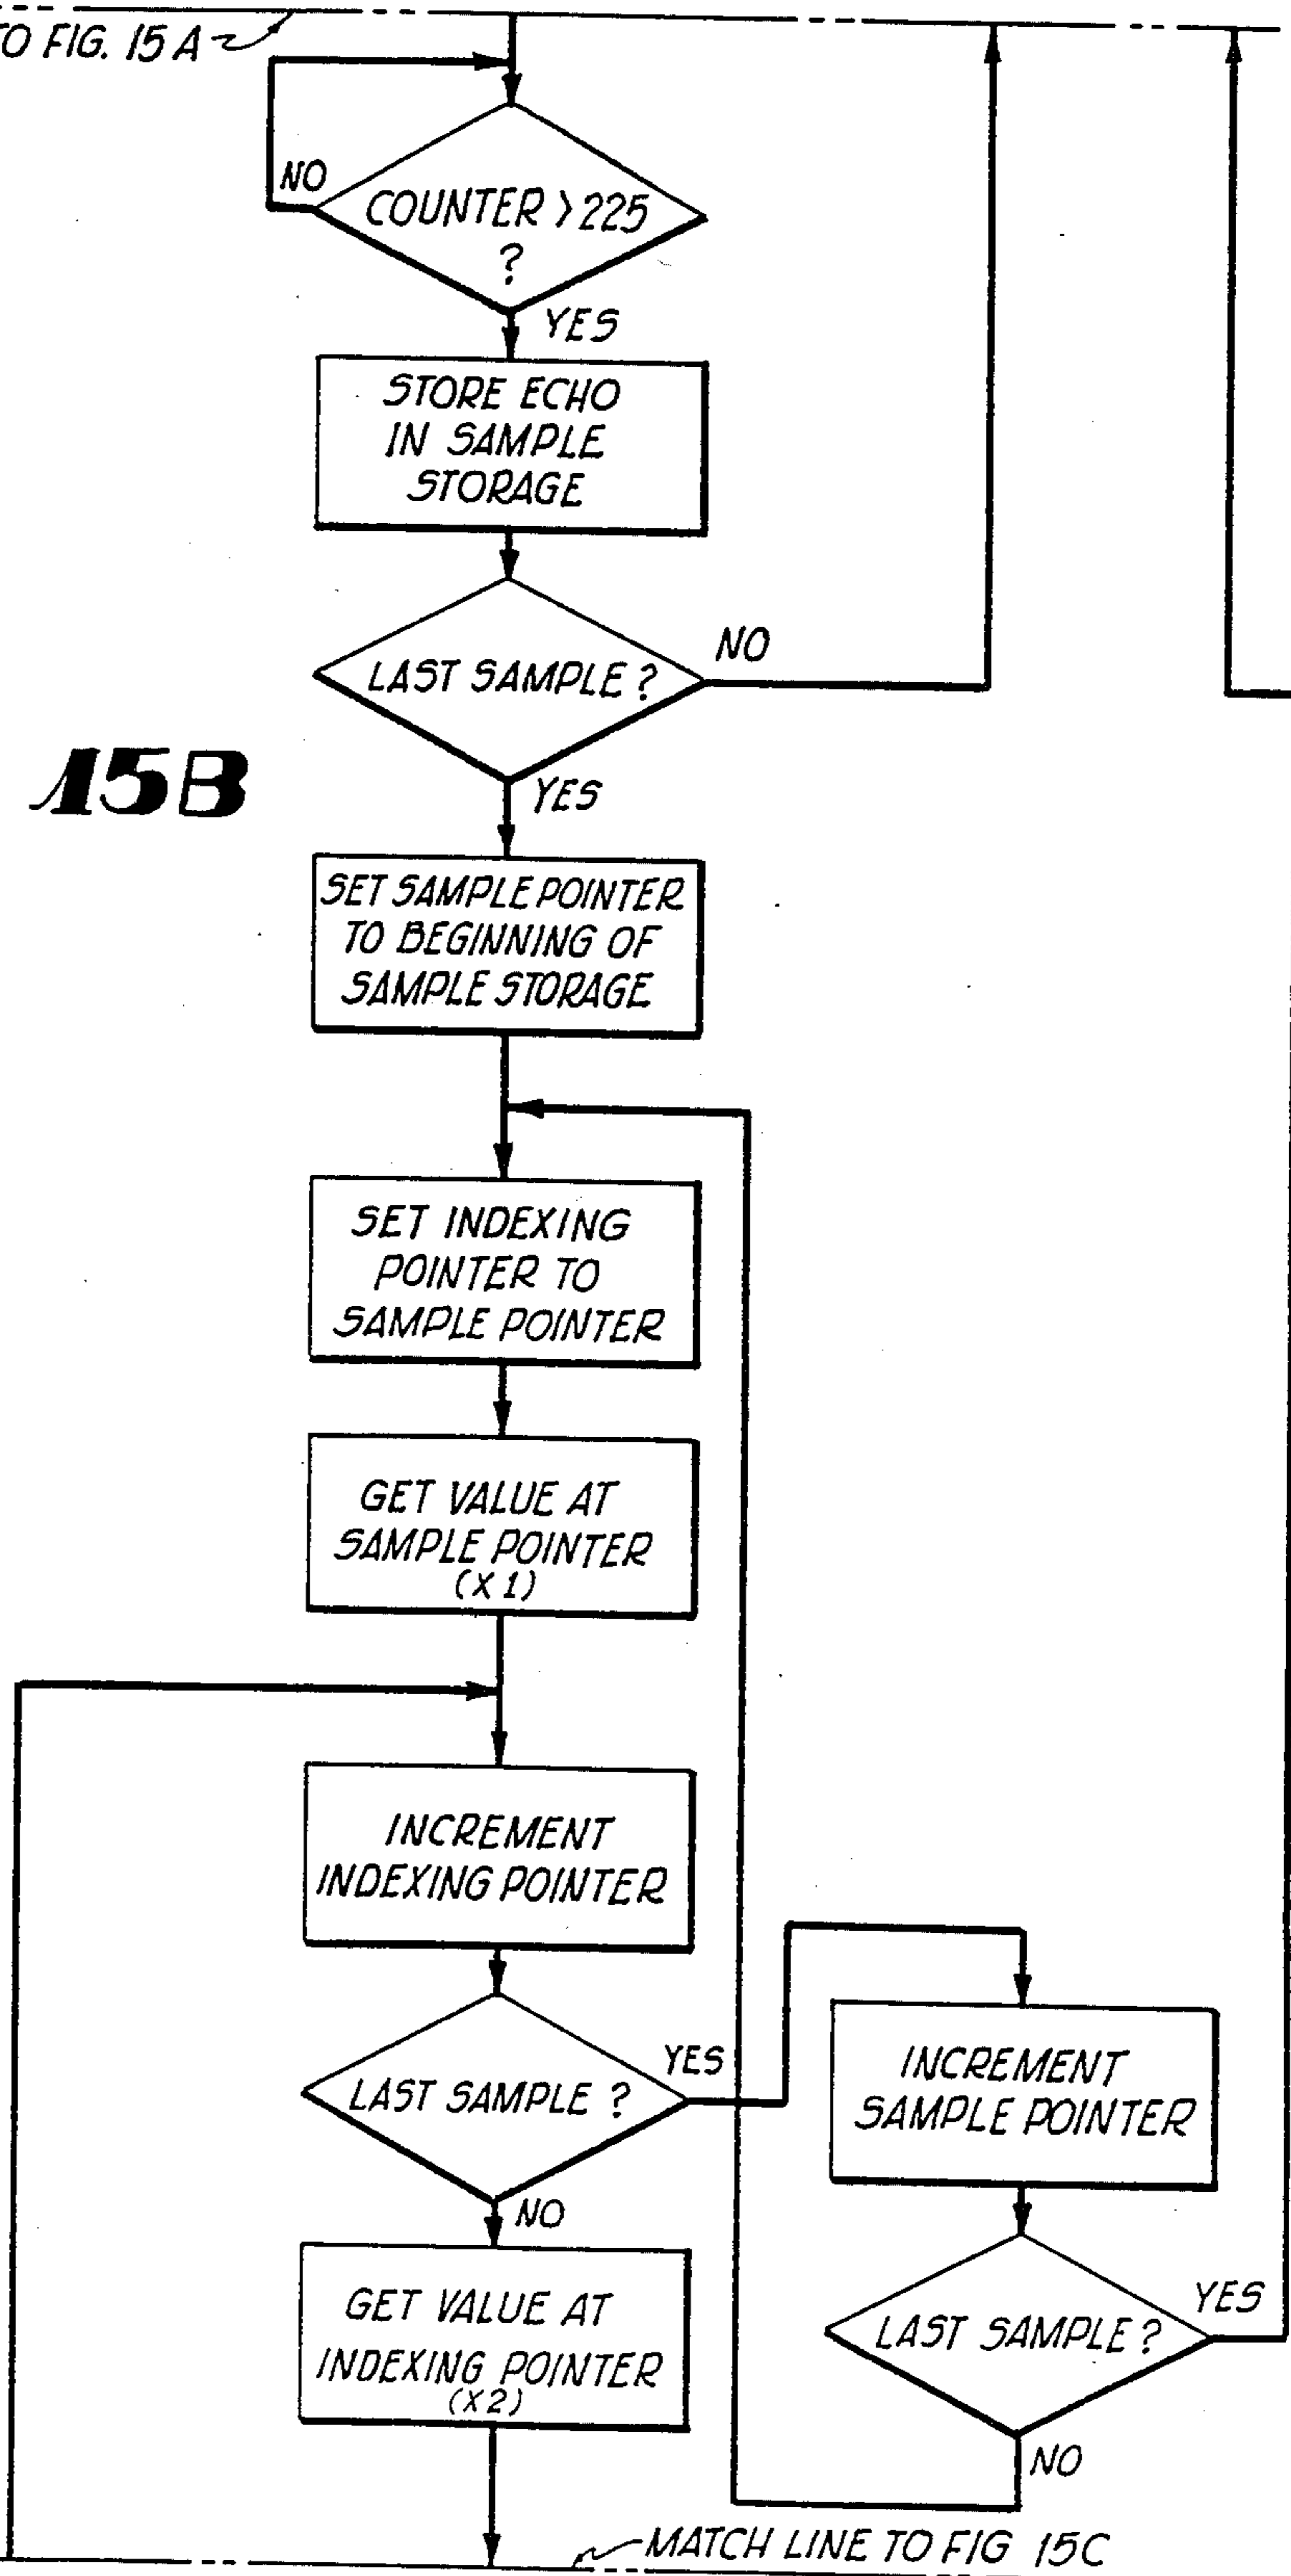 TO FIG. 15A
NO
COUNTER > 225
?
YES
STORE ECHO
IN SAMPLE
STORAGE
NO
LAST SAMPLE ?
15B
YES
SET SAMPLE POINTER
TO BEGINNING OF
SAMPLE STORAGE
SET INDEXING
POINTER TO
SAMPLE POINTER
GET VALUE AT
SAMPLE POINTER
(X1)
INCREMENT
INDEXING POINTER
YES
LAST SAMPLE ?
INCREMENT
SAMPLE POINTER
NO
GET VALUE AT
INDEXING POINTER
(X2)
YES
LAST SAMPLE ?
NO
MATCH LINE TO FIG 15C